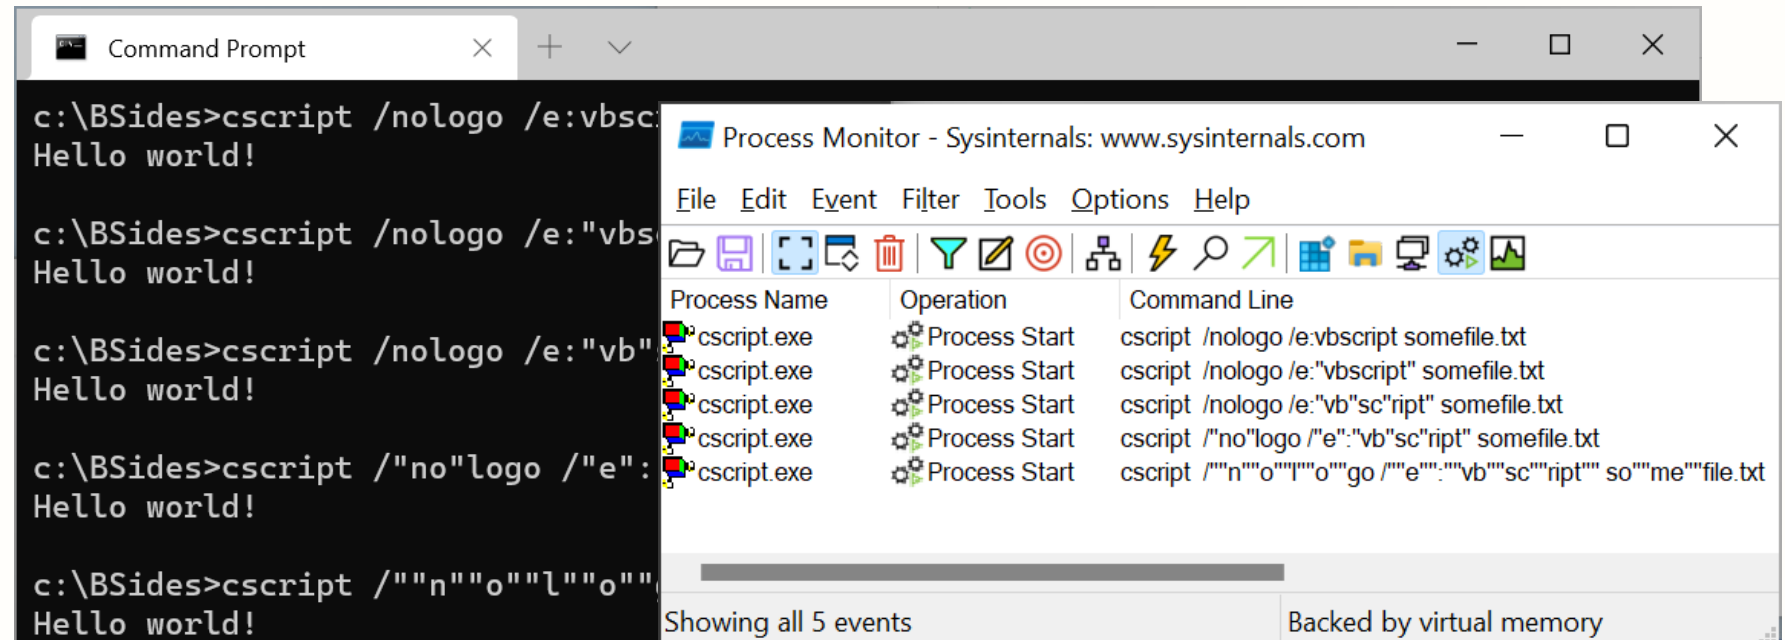 Command Prompt
c:\BSides>cscript /nologo /e:vbsc
Hello world!
c:\BSides>cscript /nologo /e:"vbs
Hello world!
c:\BSides>cscript /nologo /e:"vb"
Hello world!
c:\BSides>cscript /"no"logo /"e":
Hello world!
c:\BSides>cscript /""n""o""l""o""
Hello world!
Process Monitor - Sysinternals: www.sysinternals.com
File Edit Event Filter Tools Options Help
Process Name Operation Command Line
cscript.exe Process Start cscript /nologo /e:vbscript somefile.txt
cscript.exe Process Start cscript /nologo /e:"vbscript" somefile.txt
cscript.exe Process Start cscript /nologo /e:"vb"sc"ript" somefile.txt
cscript.exe Process Start cscript /"no"logo /"e":"vb"sc"ript" somefile.txt
cscript.exe Process Start cscript /""n""o""l""o""go /""e"":""vb""sc""ript"" so""me""file.txt
Showing all 5 events Backed by virtual memory